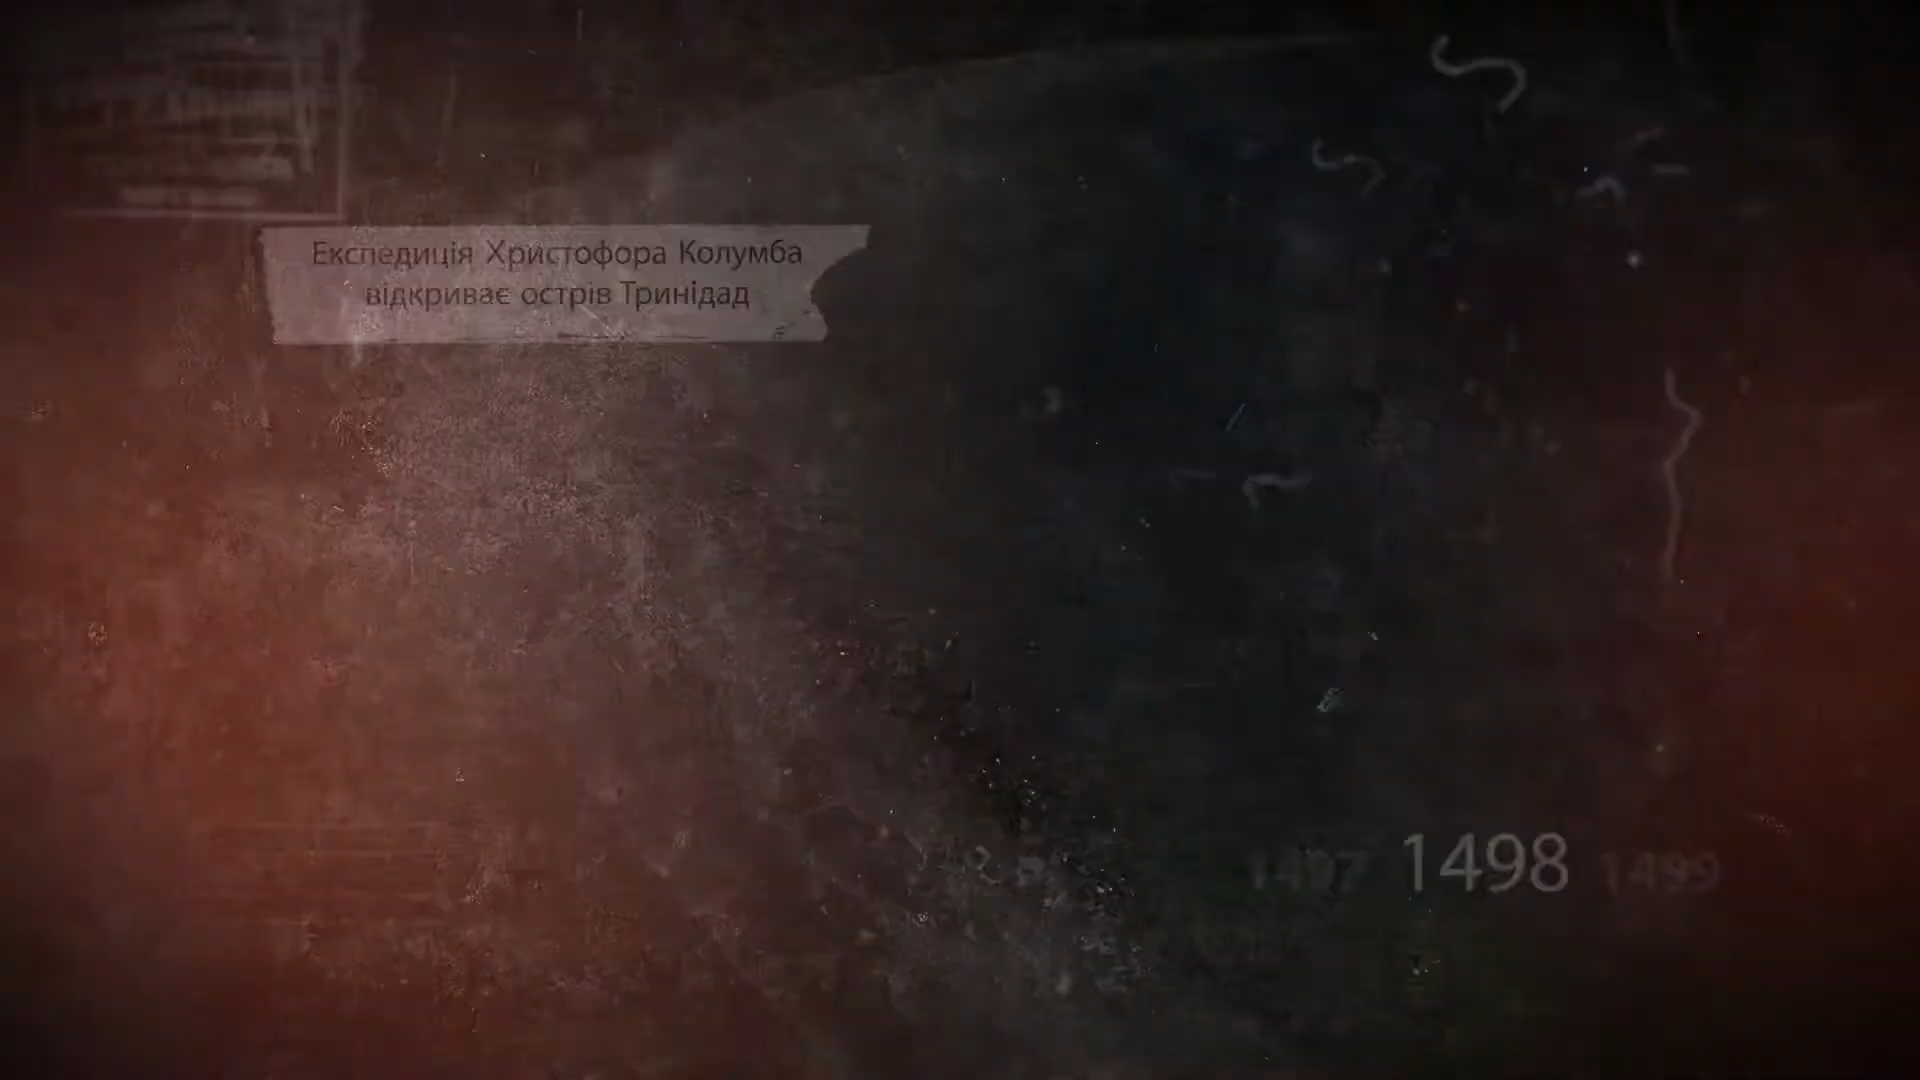 Експедиція Христофора Колумба
відкриває острів Тринідад
1497 1498 1499